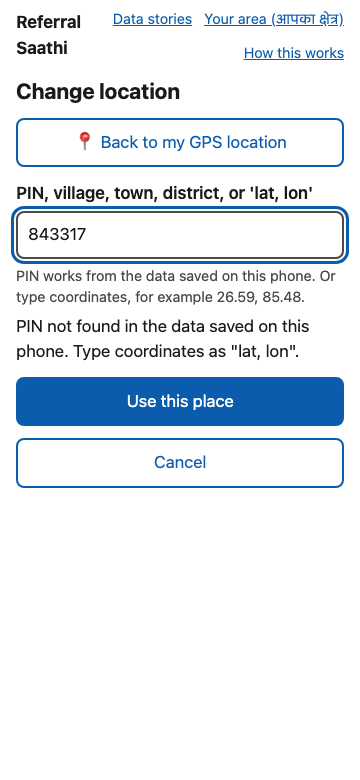 Referral Saathi
Data stories
Your area (आपका क्षेत्र)
How this works
Change location
📍 Back to my GPS location
PIN, village, town, district, or 'lat, lon'
843317
PIN works from the data saved on this phone. Or
type coordinates, for example 26.59, 85.48.
PIN not found in the data saved on this
phone. Type coordinates as "lat, lon".
Use this place
Cancel